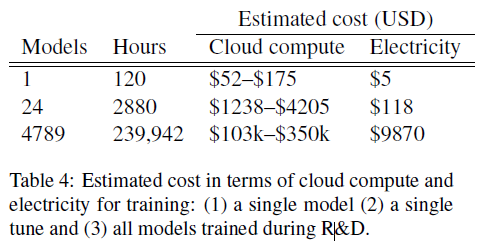 Estimated cost (USD)
Models Hours Cloud compute Electricity
1 120 $52–$175 $5
24 2880 $1238–$4205 $118
4789 239,942 $103k–$350k $9870
Table 4: Estimated cost in terms of cloud compute and
electricity for training: (1) a single model (2) a single
tune and (3) all models trained during R&D.